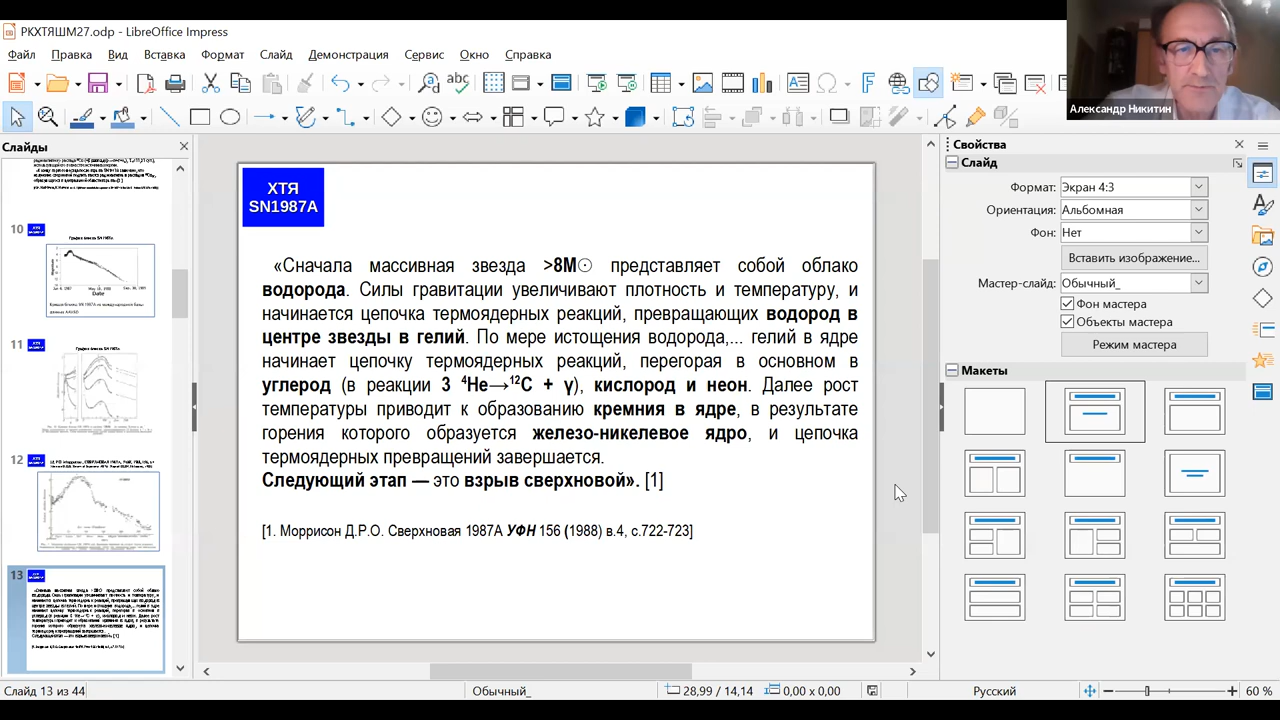 РКХТЯШМ27.odp - LibreOffice Impress
Файл Правка Вид Вставка Формат Слайд Демонстрация Сервис Окно Справка
Александр Никитин
Слайды
10
11
12
13
ХТЯ
SN1987A
«Сначала массивная звезда >8M☉ представляет собой облако
водорода. Силы гравитации увеличивают плотность и температуру, и
начинается цепочка термоядерных реакций, превращающих водород в
центре звезды в гелий. По мере истощения водорода,... гелий в ядре
начинает цепочку термоядерных реакций, перегорая в основном в
углерод (в реакции 3 ⁴He→¹²C + γ), кислород и неон. Далее рост
температуры приводит к образованию кремния в ядре, в результате
горения которого образуется железо-никелевое ядро, и цепочка
термоядерных превращений завершается.
Следующий этап — это взрыв сверхновой». [1]
[1. Моррисон Д.Р.О. Сверхновая 1987А УФН 156 (1988) в.4, с.722-723]
Свойства
Слайд
Формат: Экран 4:3
Ориентация: Альбомная
Фон: Нет
Вставить изображение...
Мастер-слайд: Обычный_
Фон мастера
Объекты мастера
Режим мастера
Макеты
Слайд 13 из 44
Обычный_
28,99 / 14,14
0,00 x 0,00
Русский
60 %